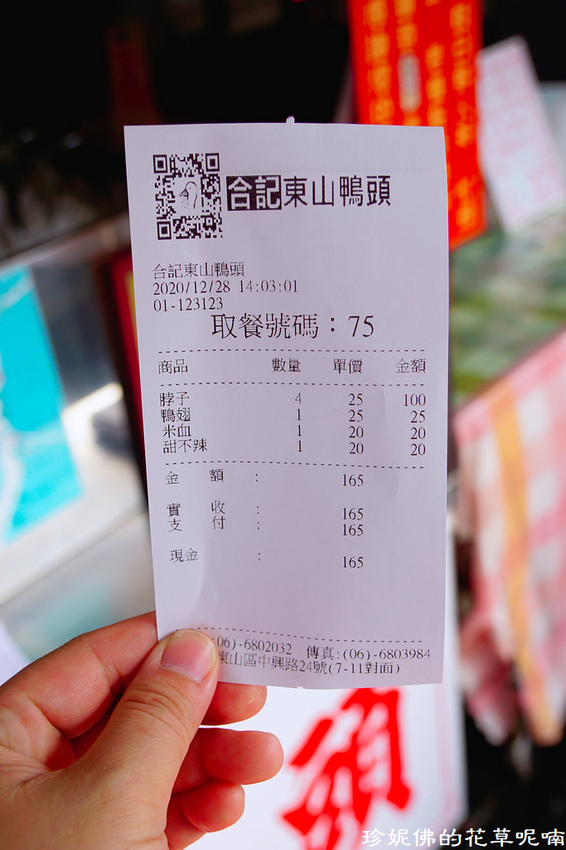 合記東山鴨頭
合記東山鴨頭
2020/12/28 14:03:01
01-123123
取餐號碼：75
商品 數量 單價 金額
脖子 4 25 100
鴨翅 1 25 25
米血 1 20 20
甜不辣 1 20 20
金額： 165
實收： 165
支付： 165
現金： 165
(06)-6802032 傳真:(06)-6803984
東山區中興路24號(7-11對面)
頭
珍妮佛的花草呢喃